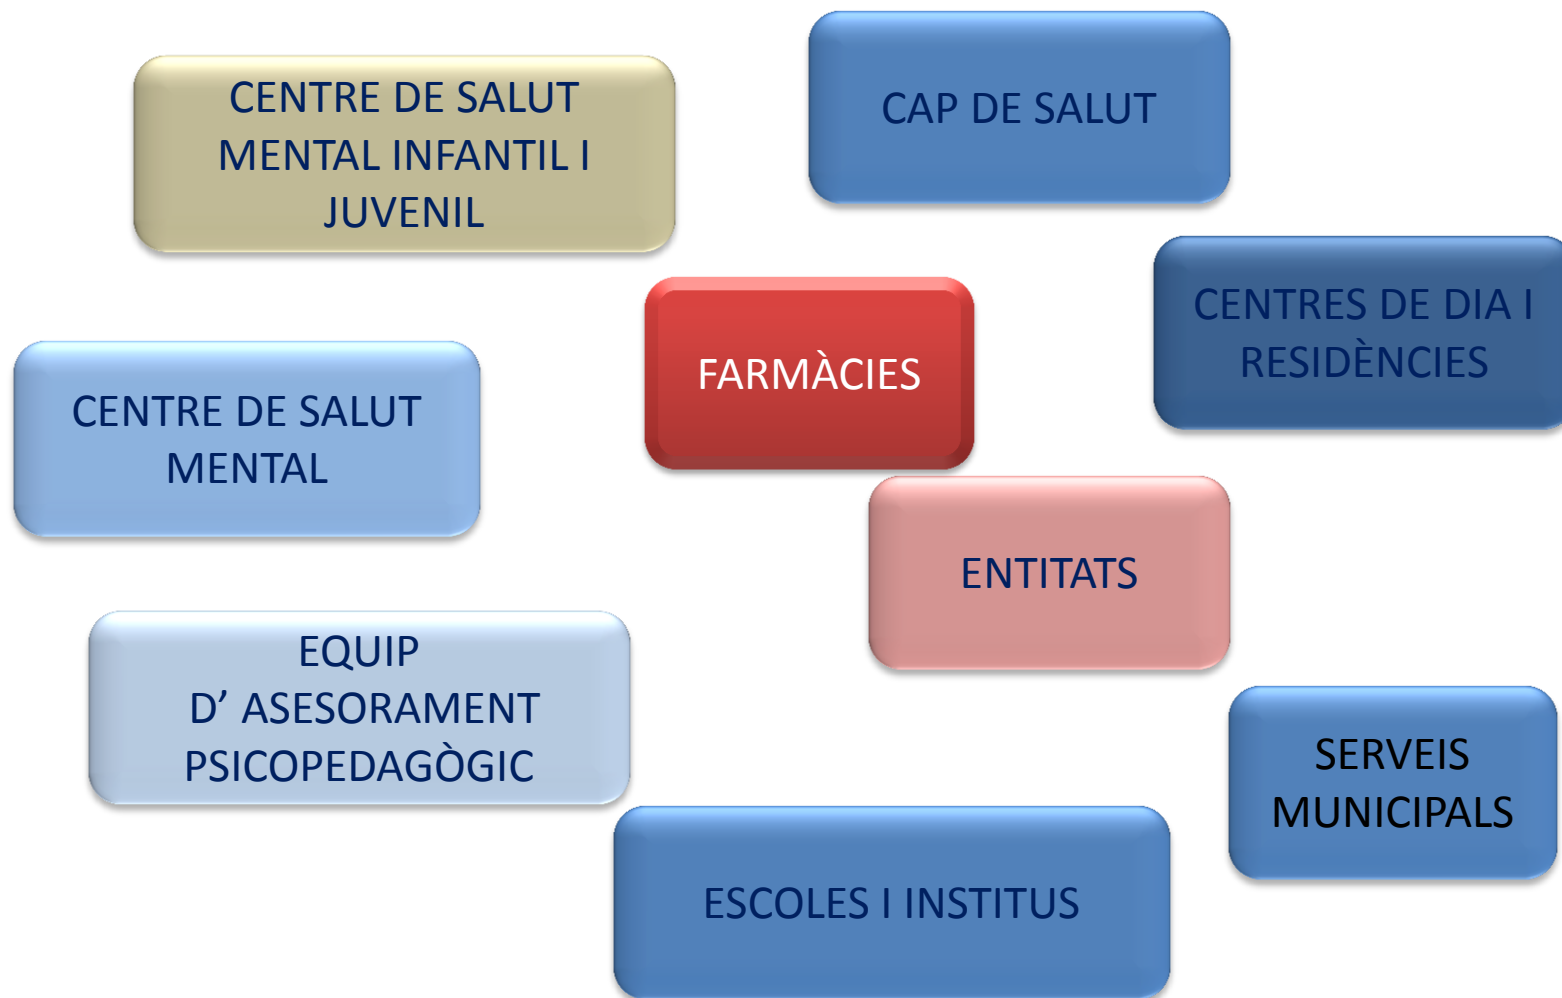 CENTRE DE SALUT
MENTAL INFANTIL I
JUVENIL
CAP DE SALUT
CENTRES DE DIA I
RESIDÈNCIES
FARMÀCIES
CENTRE DE SALUT
MENTAL
ENTITATS
EQUIP
D’ ASESORAMENT
PSICOPEDAGÒGIC
SERVEIS
MUNICIPALS
ESCOLES I INSTITUS